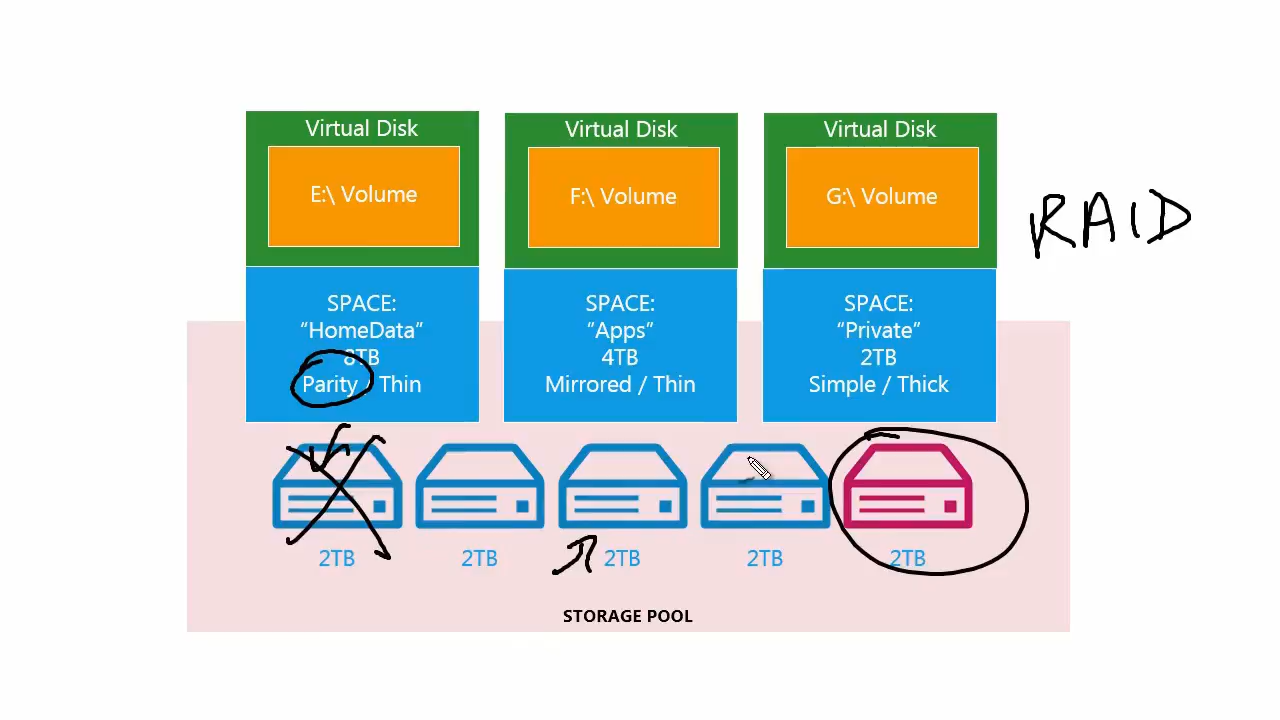 Virtual Disk
E:\ Volume
SPACE:
“HomeData”
8TB
Parity / Thin
Virtual Disk
F:\ Volume
SPACE:
“Apps”
4TB
Mirrored / Thin
Virtual Disk
G:\ Volume
SPACE:
“Private”
2TB
Simple / Thick
RAID
2TB
2TB
2TB
2TB
2TB
STORAGE POOL